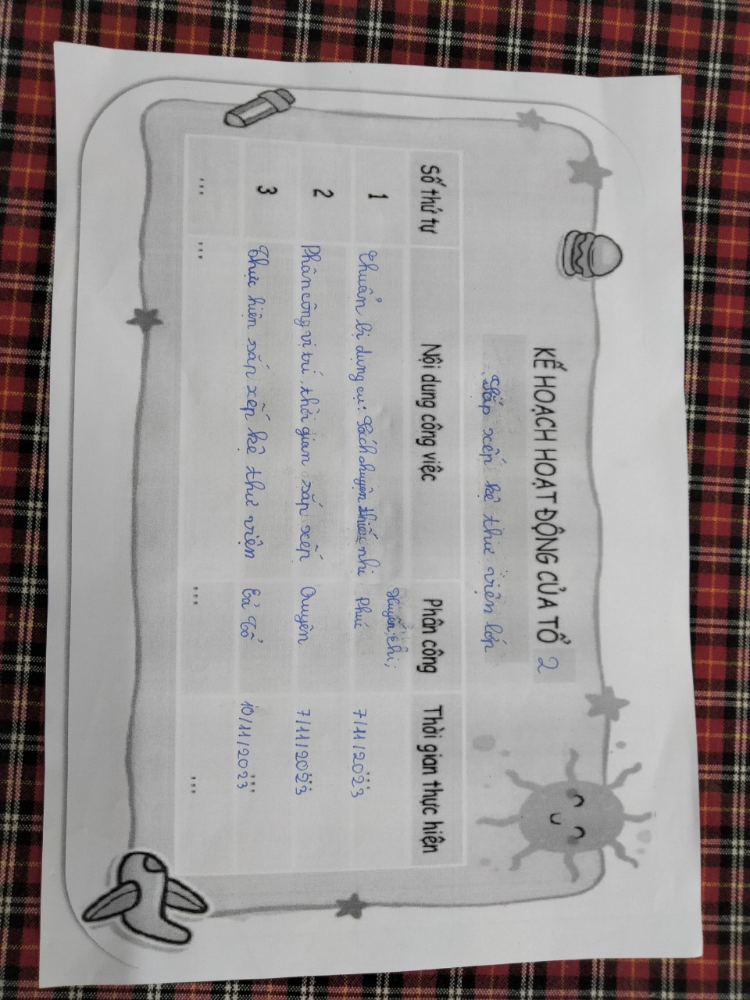 KẾ HOẠCH HOẠT ĐỘNG CỦA TỔ 2
Sắp xếp kệ thư viện lớp
Số thứ tự Nội dung công việc Phân công Thời gian thực hiện
1 Chuẩn bị dụng cụ: Sách chuyện thiếu nhi Huyền, Chi, Phúc 7/11/2023
2 Phân công vị trí, thời gian sắp xếp Quyên 7/11/2023
3 Thực hiện sắp xếp kệ thư viện Cả tổ 10/11/2023
... ... ... ...